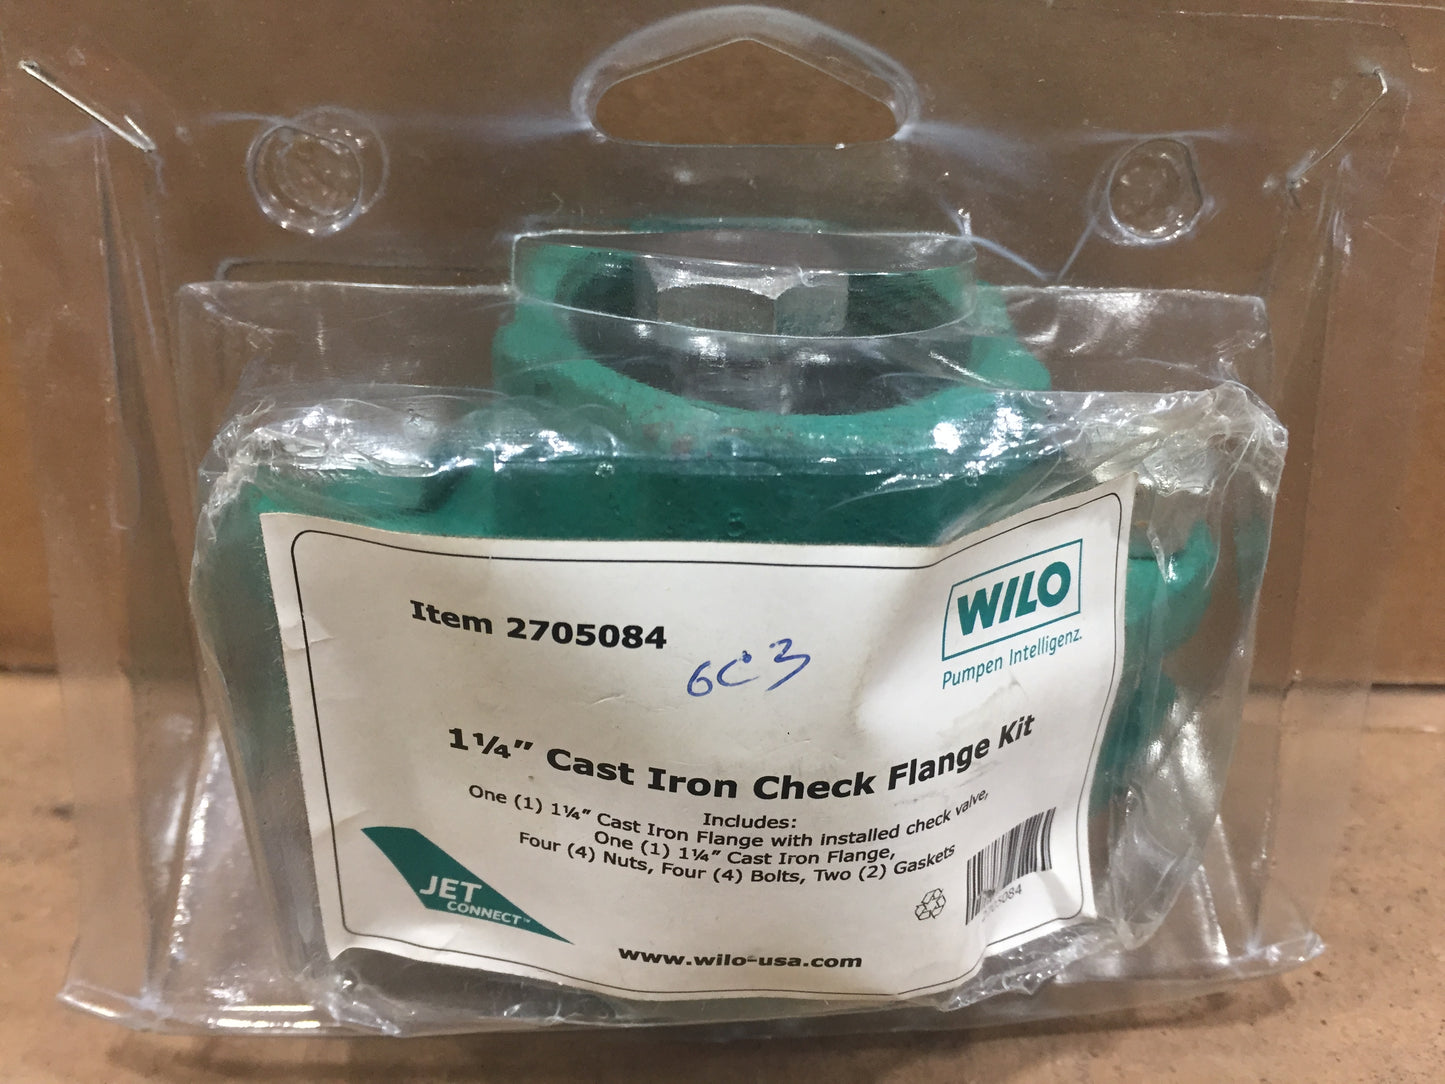 Item 2705084
WILO
Pumpen Intelligenz.
6C3
1¼" Cast Iron Check Flange Kit
Includes:
One (1) 1¼" Cast Iron Flange with installed check valve,
One (1) 1¼" Cast Iron Flange,
Four (4) Nuts, Four (4) Bolts, Two (2) Gaskets
JET
CONNECT™
2705084
www.wilo-usa.com